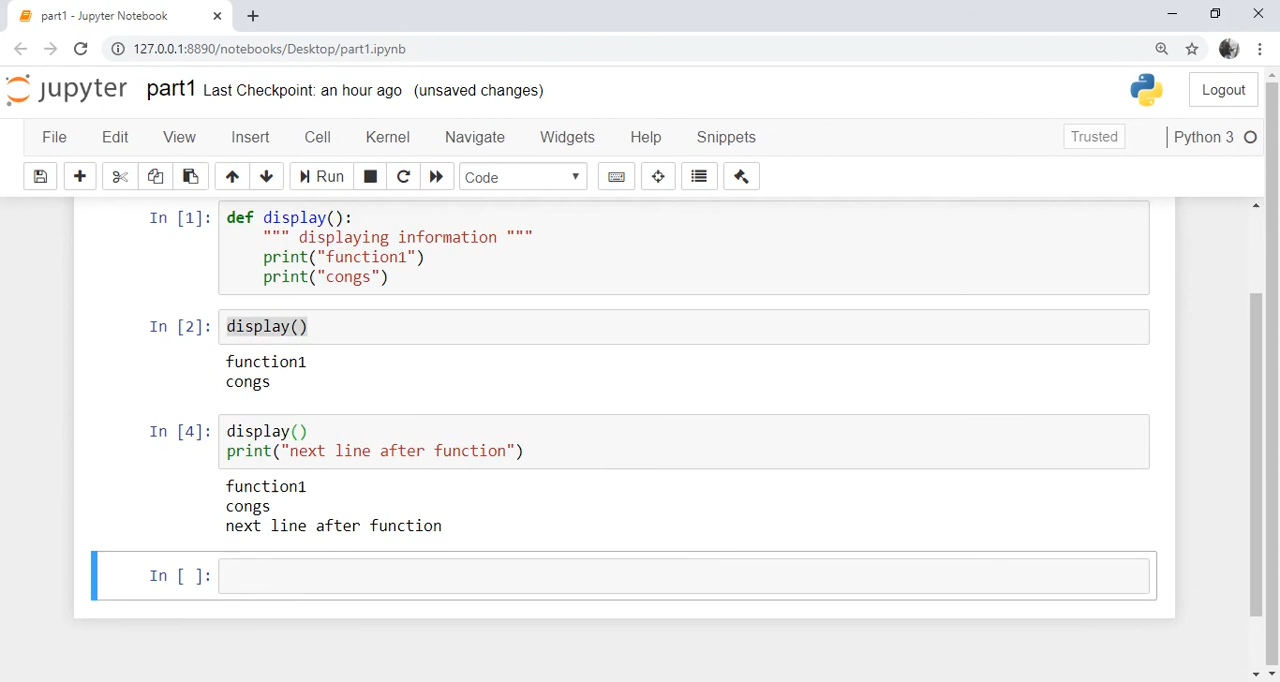 part1 - Jupyter Notebook
127.0.0.1:8890/notebooks/Desktop/part1.ipynb
jupyter part1 Last Checkpoint: an hour ago (unsaved changes) Logout
File Edit View Insert Cell Kernel Navigate Widgets Help Snippets Trusted Python 3
Run Code
In [1]: def display():
""" displaying information """
print("function1")
print("congs")
In [2]: display()
function1
congs
In [4]: display()
print("next line after function")
function1
congs
next line after function
In [ ]: